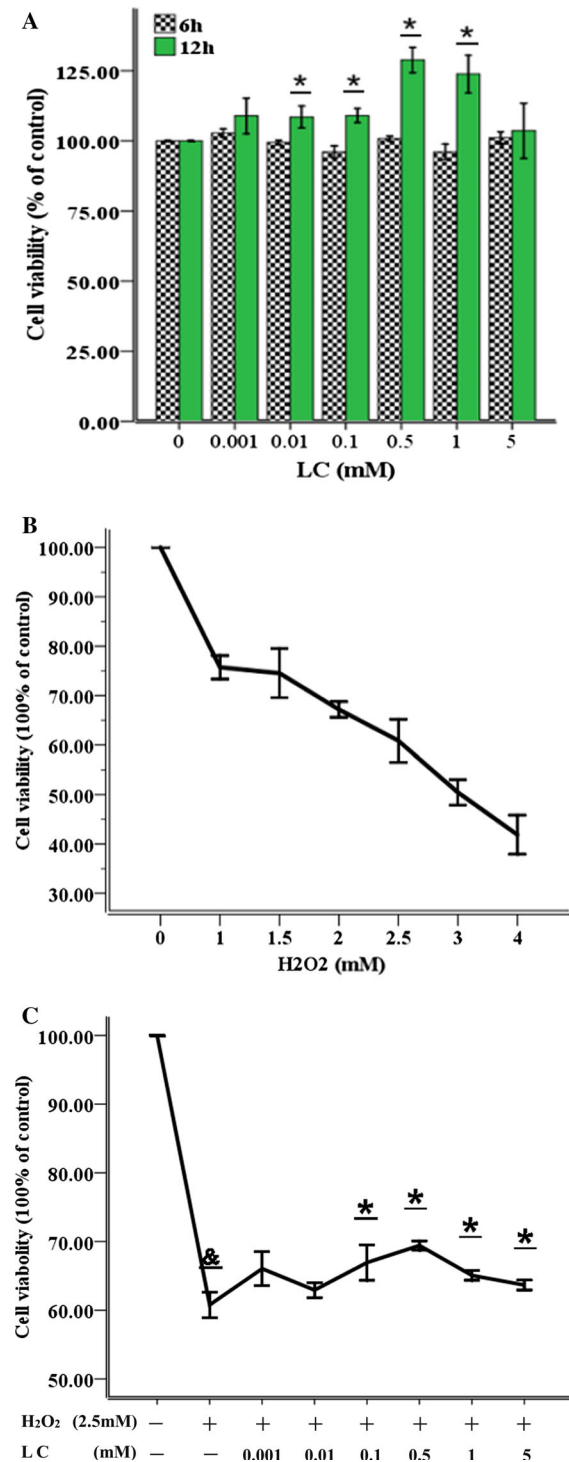 A
6h
12h
* * * *
125.00
100.00
75.00
50.00
25.00
0.00
Cell viability (% of control)
0 0.001 0.01 0.1 0.5 1 5
LC (mM)
B
100.00
90.00
80.00
70.00
60.00
50.00
40.00
30.00
Cell viability (100% of control)
0 1 1.5 2 2.5 3 4
H2O2 (mM)
C
100.00
90.00
80.00
70.00
60.00
50.00
Cell viabolity (100% of control)
& * * * *
H2O2 (2.5mM) − + + + + + + +
L C (mM) − − 0.001 0.01 0.1 0.5 1 5